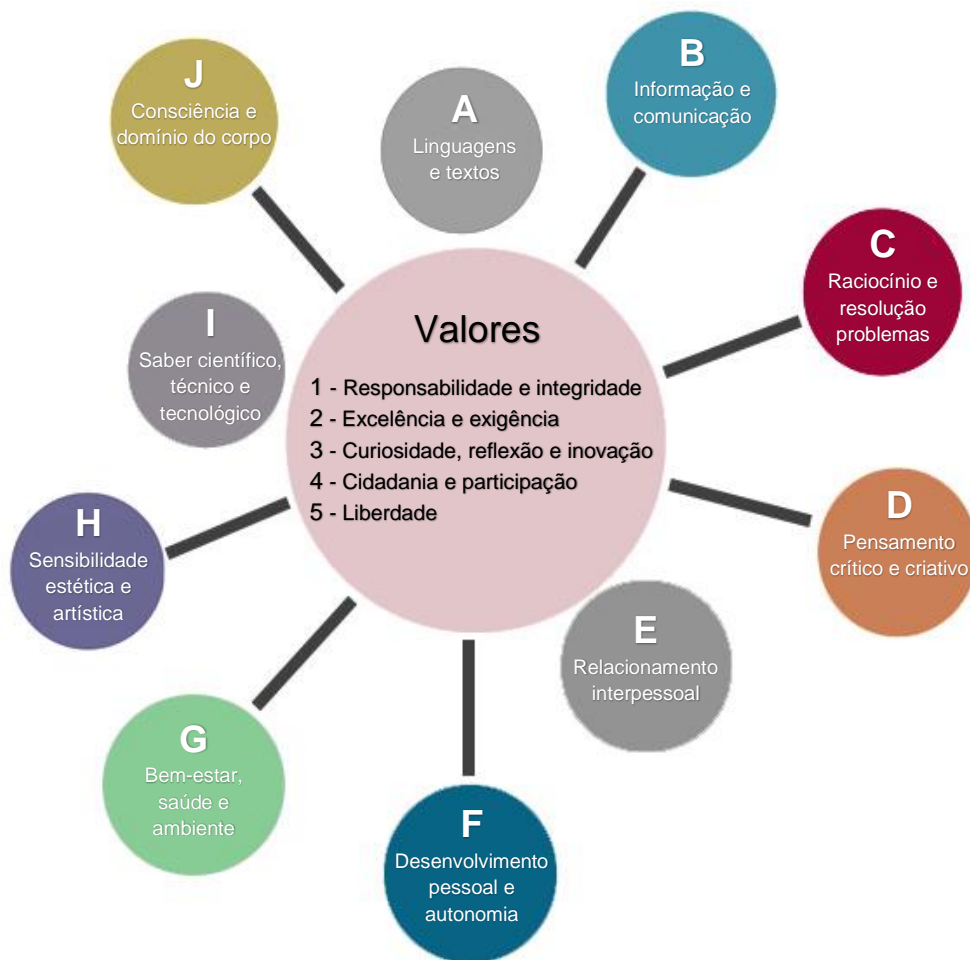 J
Consciência e
domínio do corpo
A
Linguagens
e textos
B
Informação e
comunicação
C
Raciocínio e
resolução
problemas
Valores
1 - Responsabilidade e integridade
2 - Excelência e exigência
3 - Curiosidade, reflexão e inovação
4 - Cidadania e participação
5 - Liberdade
I
Saber científico,
técnico e
tecnológico
D
Pensamento
crítico e criativo
H
Sensibilidade
estética e
artística
E
Relacionamento
interpessoal
G
Bem-estar,
saúde e
ambiente
F
Desenvolvimento
pessoal e
autonomia